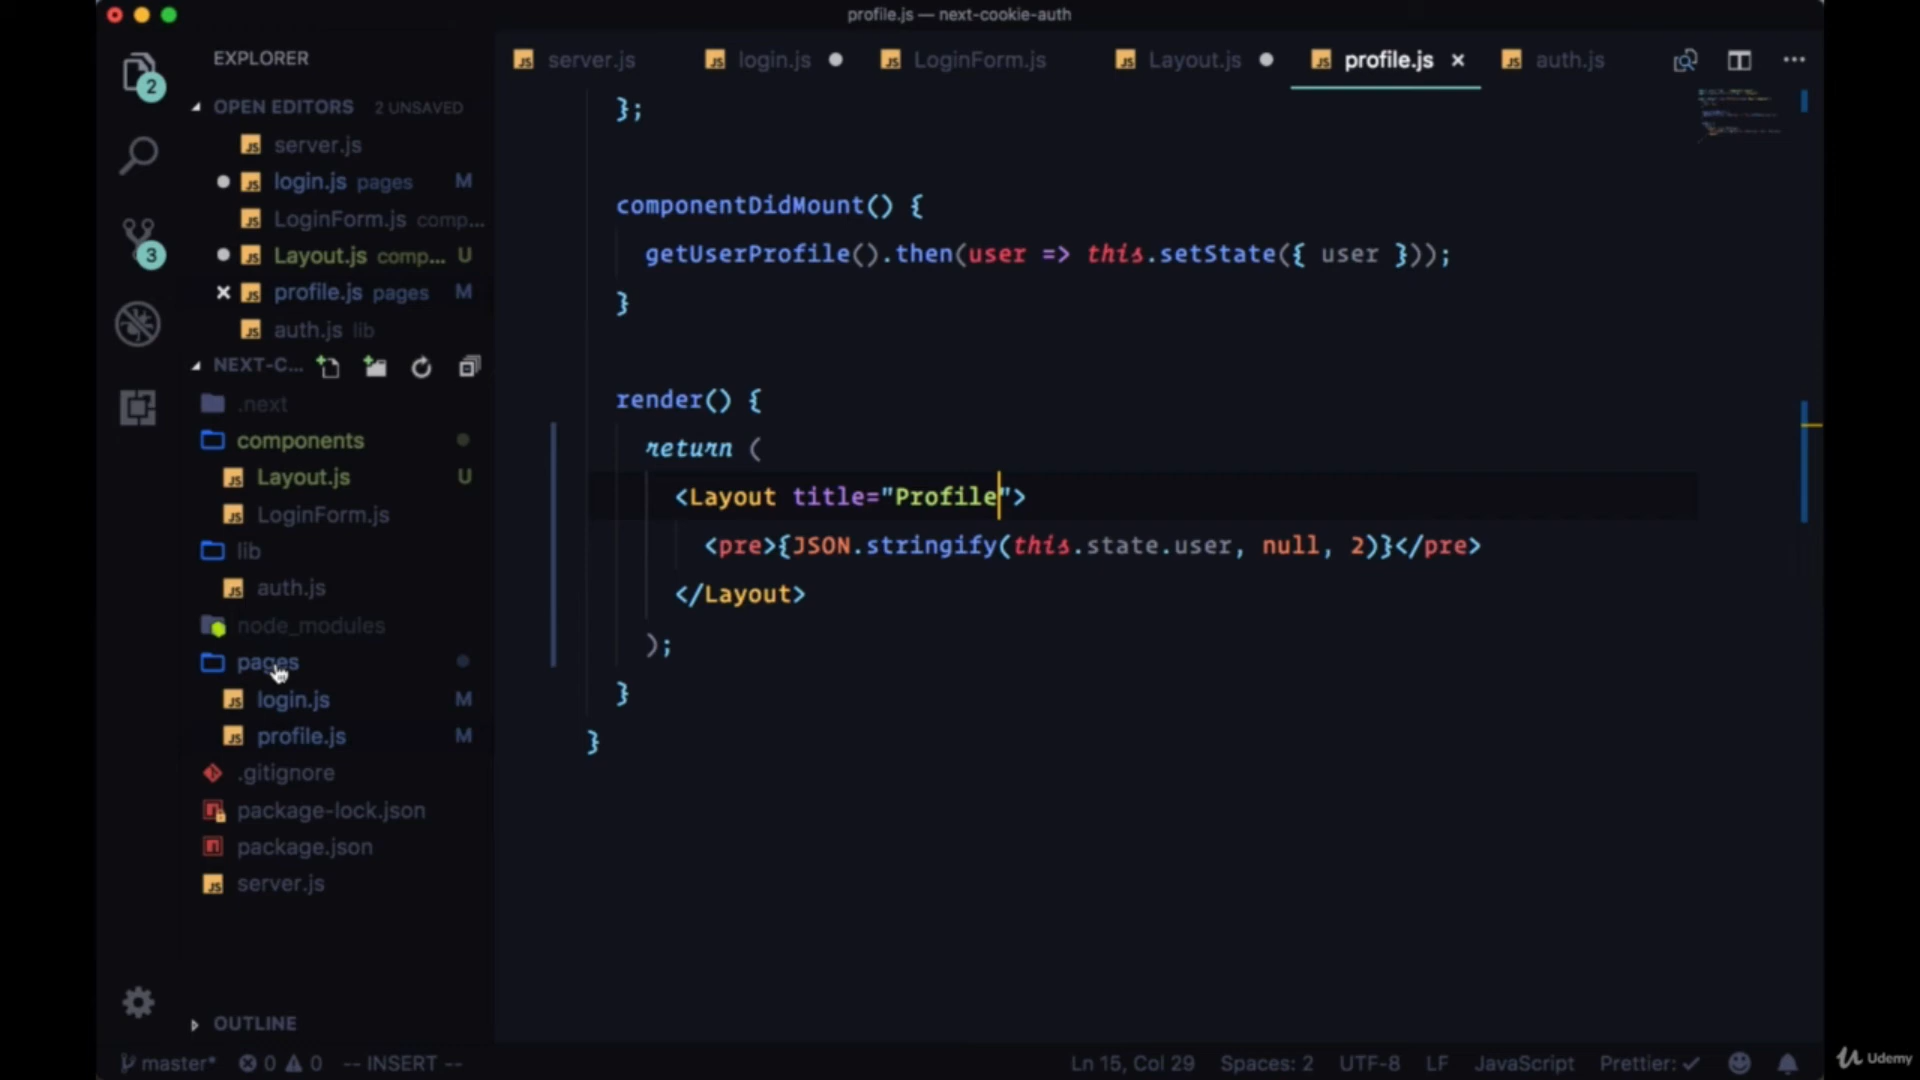 profile.js — next-cookie-auth
EXPLORER
OPEN EDITORS 2 UNSAVED
server.js
login.js pages M
LoginForm.js comp...
Layout.js comp... U
profile.js pages M
auth.js lib
NEXT-C...
.next
components
Layout.js U
LoginForm.js
lib
auth.js
node_modules
pages
login.js M
profile.js M
.gitignore
package-lock.json
package.json
server.js
OUTLINE
2
3
server.js login.js LoginForm.js Layout.js profile.js auth.js
};
componentDidMount() {
getUserProfile().then(user => this.setState({ user }));
}
render() {
return (
<Layout title="Profile">
<pre>{JSON.stringify(this.state.user, null, 2)}</pre>
</Layout>
);
}
}
master* 0 0 -- INSERT -- Ln 15, Col 29 Spaces: 2 UTF-8 LF JavaScript Prettier: ✓
Udemy